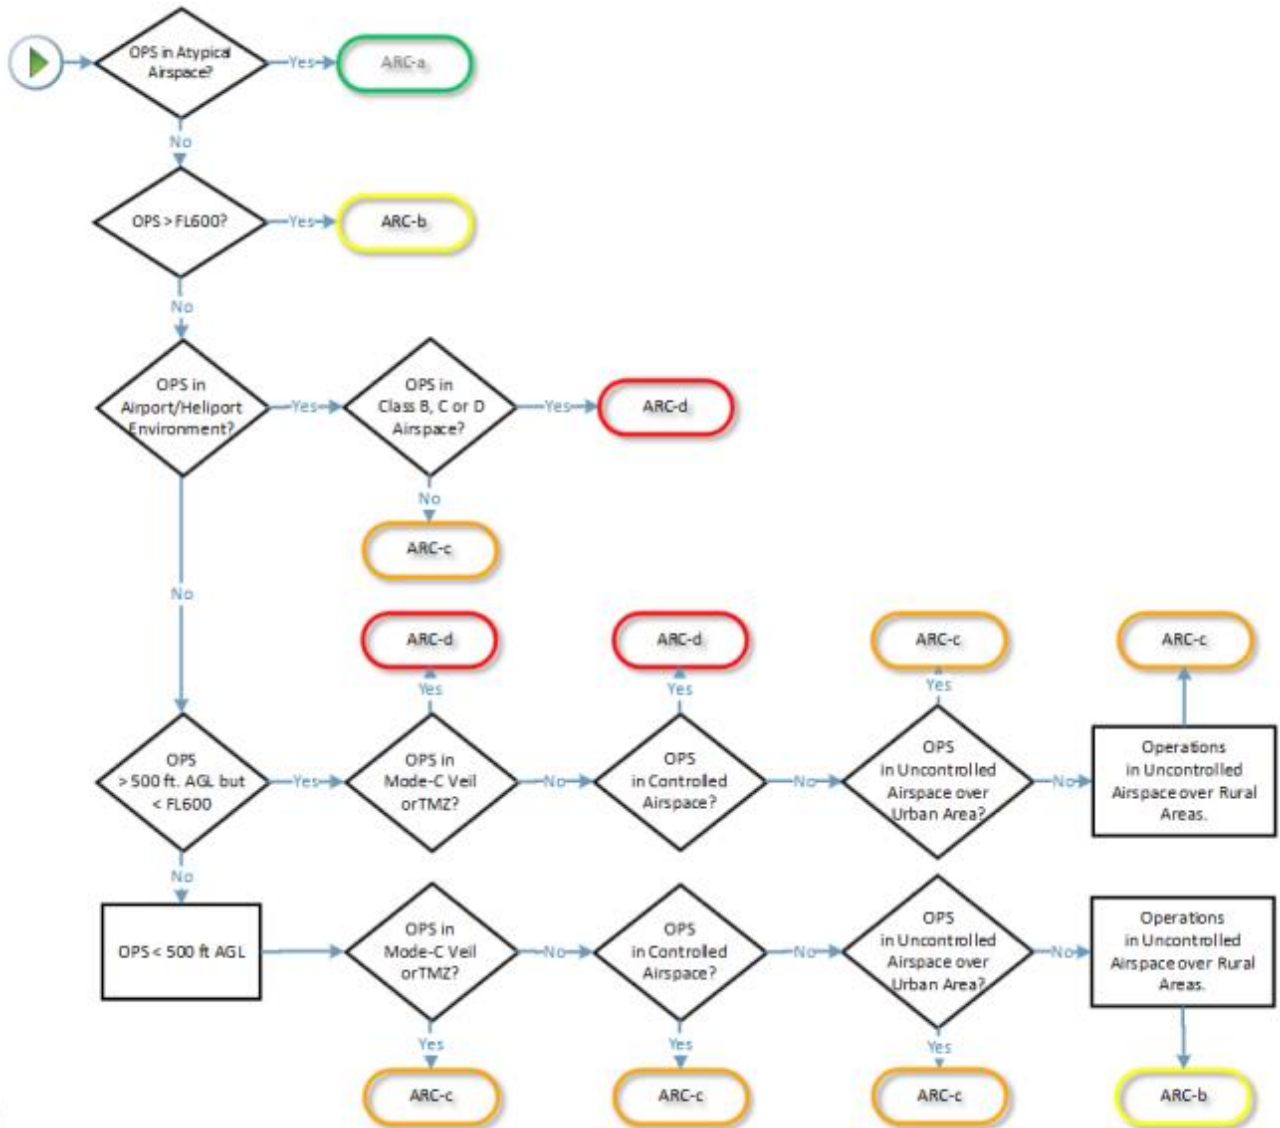 OPS in Atypical
Airspace?
Yes
ARC-a
No
OPS > FL600?
Yes
ARC-b
No
OPS in
Airport/Heliport
Environment?
Yes
OPS in
Class B, C or D
Airspace?
Yes
ARC-d
No
ARC-c
No
ARC-d
ARC-d
ARC-c
ARC-c
Yes
Yes
Yes
OPS
> 500 ft. AGL but
< FL600
Yes
OPS in
Mode-C Veil
or TMZ?
No
OPS
in Controlled
Airspace?
No
OPS
in Uncontrolled
Airspace over
Urban Area?
No
Operations
in Uncontrolled
Airspace over Rural
Areas.
No
OPS < 500 ft AGL
OPS in
Mode-C Veil
or TMZ?
No
OPS
in Controlled
Airspace?
No
OPS
in Uncontrolled
Airspace over
Urban Area?
No
Operations
in Uncontrolled
Airspace over Rural
Areas.
Yes
Yes
Yes
ARC-c
ARC-c
ARC-c
ARC-b